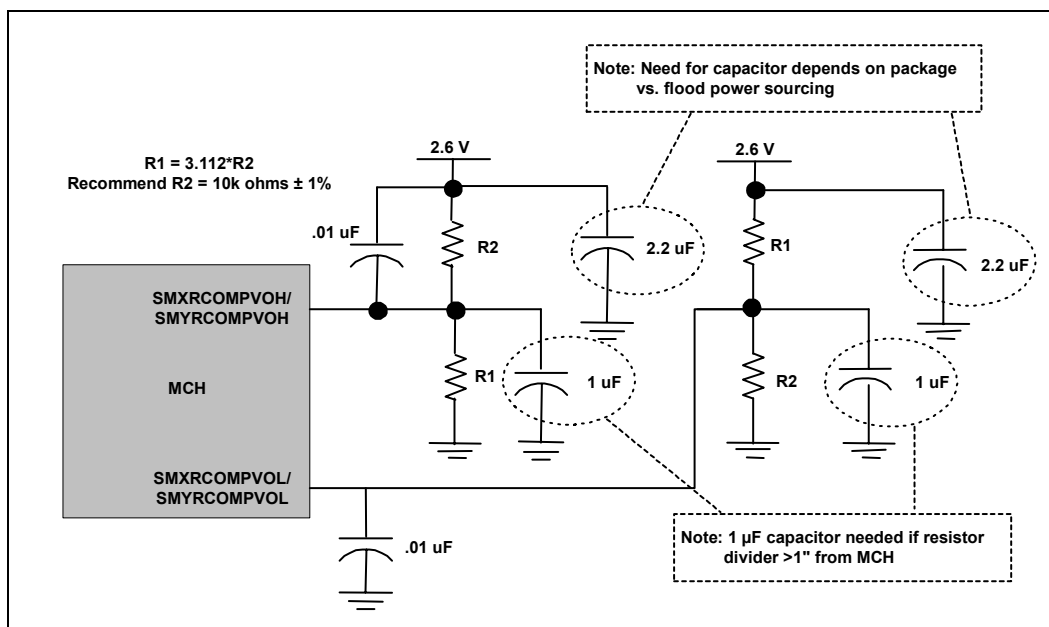 Note: Need for capacitor depends on package
vs. flood power sourcing
R1 = 3.112*R2
Recommend R2 = 10k ohms ± 1%
2.6 V
2.6 V
.01 uF
R2
2.2 uF
R1
2.2 uF
SMXRCOMPVOH/
SMYRCOMPVOH
MCH
R1
1 uF
R2
1 uF
SMXRCOMPVOL/
SMYRCOMPVOL
.01 uF
Note: 1 µF capacitor needed if resistor
divider >1" from MCH